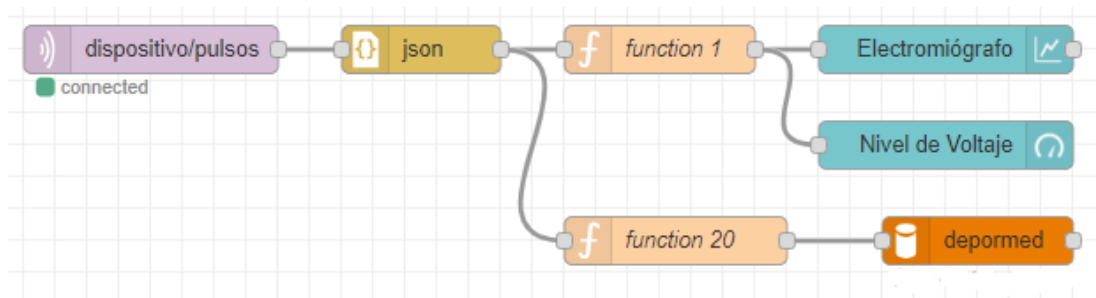 dispositivo/pulsos
json
function 1
Electromiógrafo
connected
Nivel de Voltaje
function 20
depormed